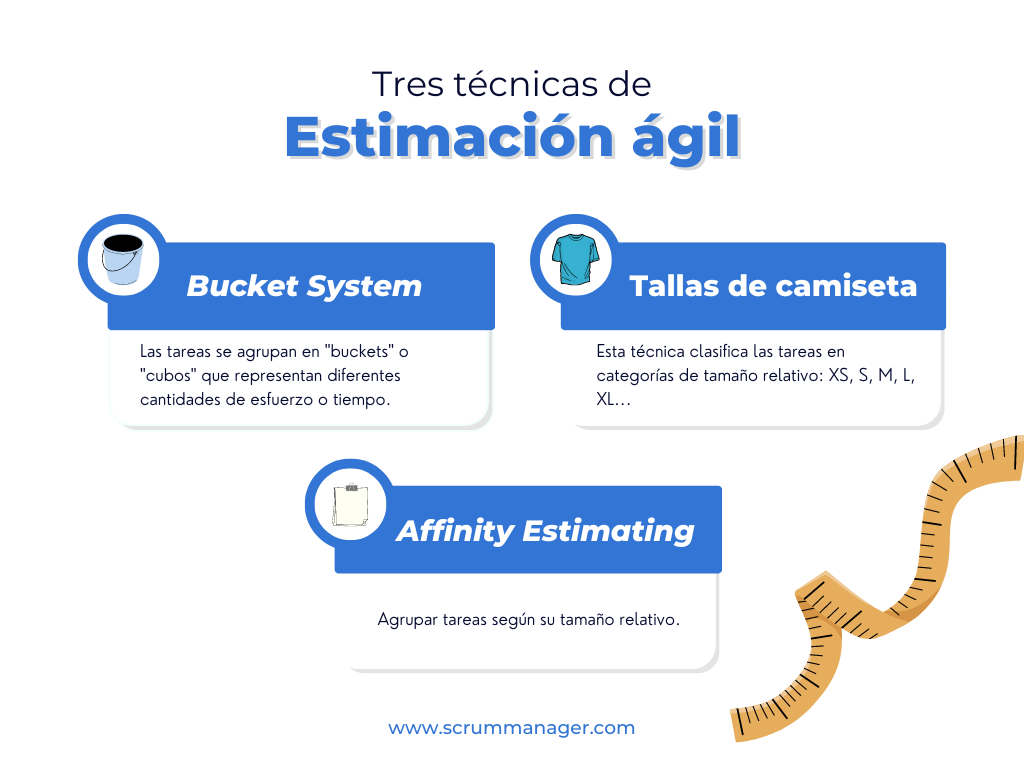 Tres técnicas de
Estimación ágil
Bucket System
Las tareas se agrupan en "buckets" o
"cubos" que representan diferentes
cantidades de esfuerzo o tiempo.
Tallas de camiseta
Esta técnica clasifica las tareas en
categorías de tamaño relativo: XS, S, M, L,
XL...
Affinity Estimating
Agrupar tareas según su tamaño relativo.
www.scrummanager.com